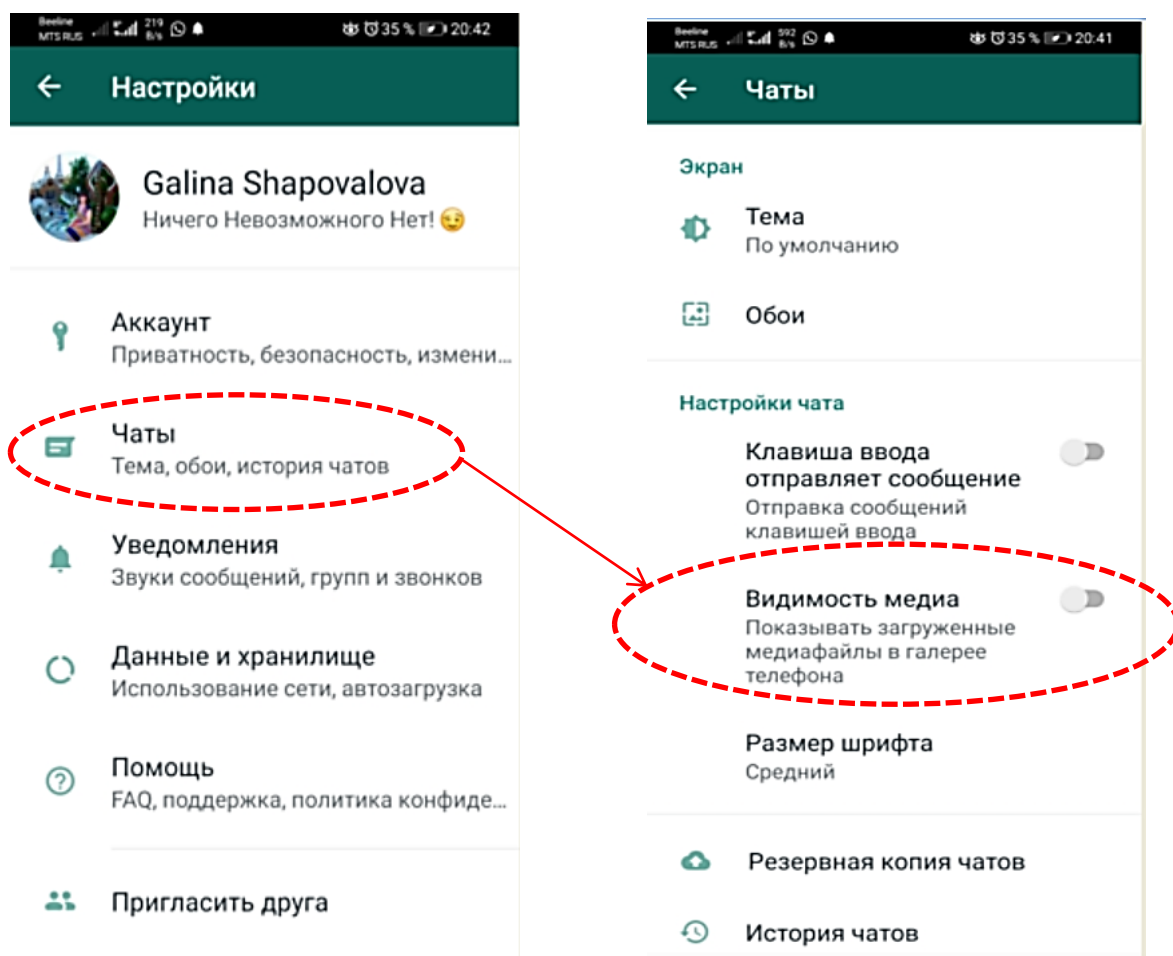 Beeline
MTS RUS
219 B/s
35 % 20:42
Настройки
Galina Shapovalova
Ничего Невозможного Нет! 😉
Аккаунт
Приватность, безопасность, измени...
Чаты
Тема, обои, история чатов
Уведомления
Звуки сообщений, групп и звонков
Данные и хранилище
Использование сети, автозагрузка
Помощь
FAQ, поддержка, политика конфиде...
Пригласить друга
Beeline
MTS RUS
592 B/s
35 % 20:41
Чаты
Экран
Тема
По умолчанию
Обои
Настройки чата
Клавиша ввода
отправляет сообщение
Отправка сообщений
клавишей ввода
Видимость медиа
Показывать загруженные
медиафайлы в галерее
телефона
Размер шрифта
Средний
Резервная копия чатов
История чатов